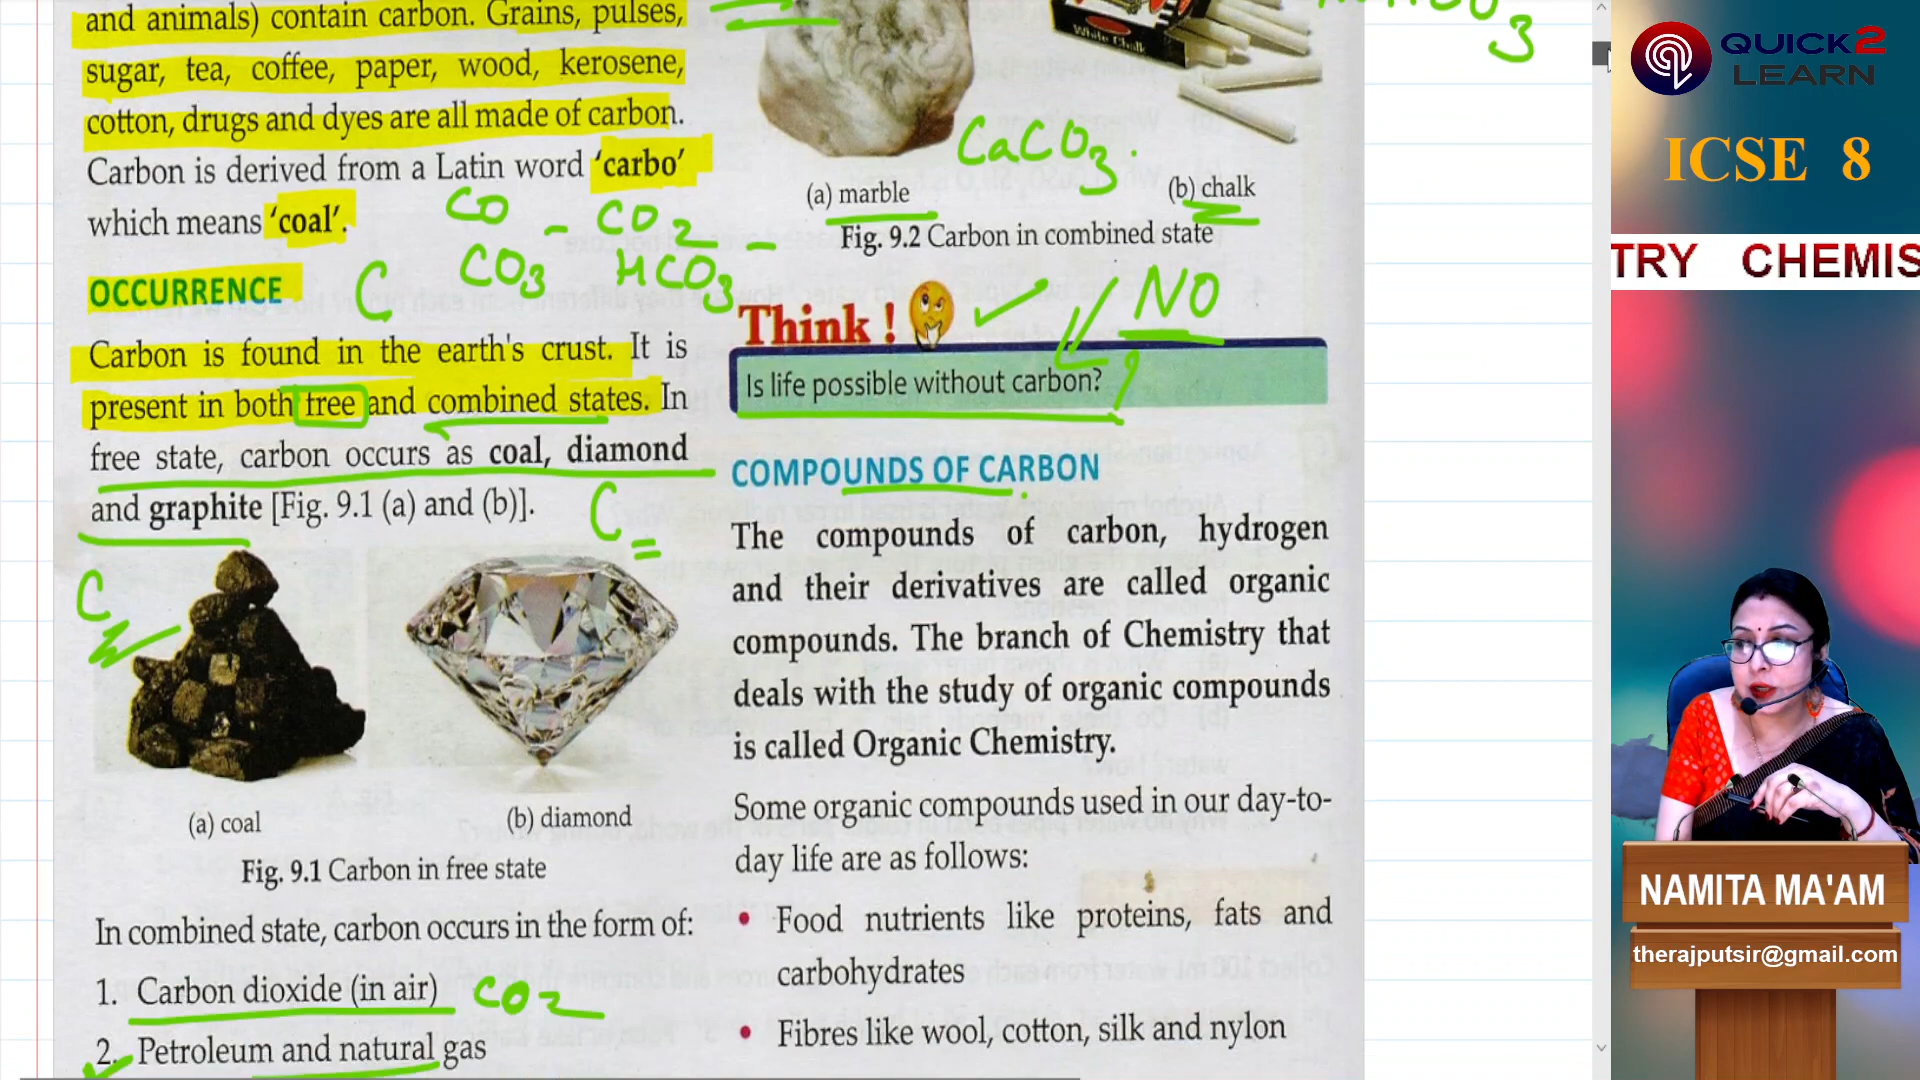 and animals) contain carbon. Grains, pulses,
sugar, tea, coffee, paper, wood, kerosene,
cotton, drugs and dyes are all made of carbon.
Carbon is derived from a Latin word 'carbo'
which means 'coal'.
CO - CO2 -
CO3 HCO3
OCCURRENCE
C
Carbon is found in the earth's crust. It is
present in both free and combined states. In
free state, carbon occurs as coal, diamond
and graphite [Fig. 9.1 (a) and (b)].
C
C
(a) coal
(b) diamond
Fig. 9.1 Carbon in free state
In combined state, carbon occurs in the form of:
1. Carbon dioxide (in air) CO2
2. Petroleum and natural gas
White Chalk
3
CaCO3
(a) marble
(b) chalk
Fig. 9.2 Carbon in combined state
Think !
NO
Is life possible without carbon?
?
COMPOUNDS OF CARBON
The compounds of carbon, hydrogen
and their derivatives are called organic
compounds. The branch of Chemistry that
deals with the study of organic compounds
is called Organic Chemistry.
Some organic compounds used in our day-to-
day life are as follows:
• Food nutrients like proteins, fats and
carbohydrates
• Fibres like wool, cotton, silk and nylon
QUICK2
LEARN
ICSE 8
TRY CHEMIS
NAMITA MA'AM
therajputsir@gmail.com